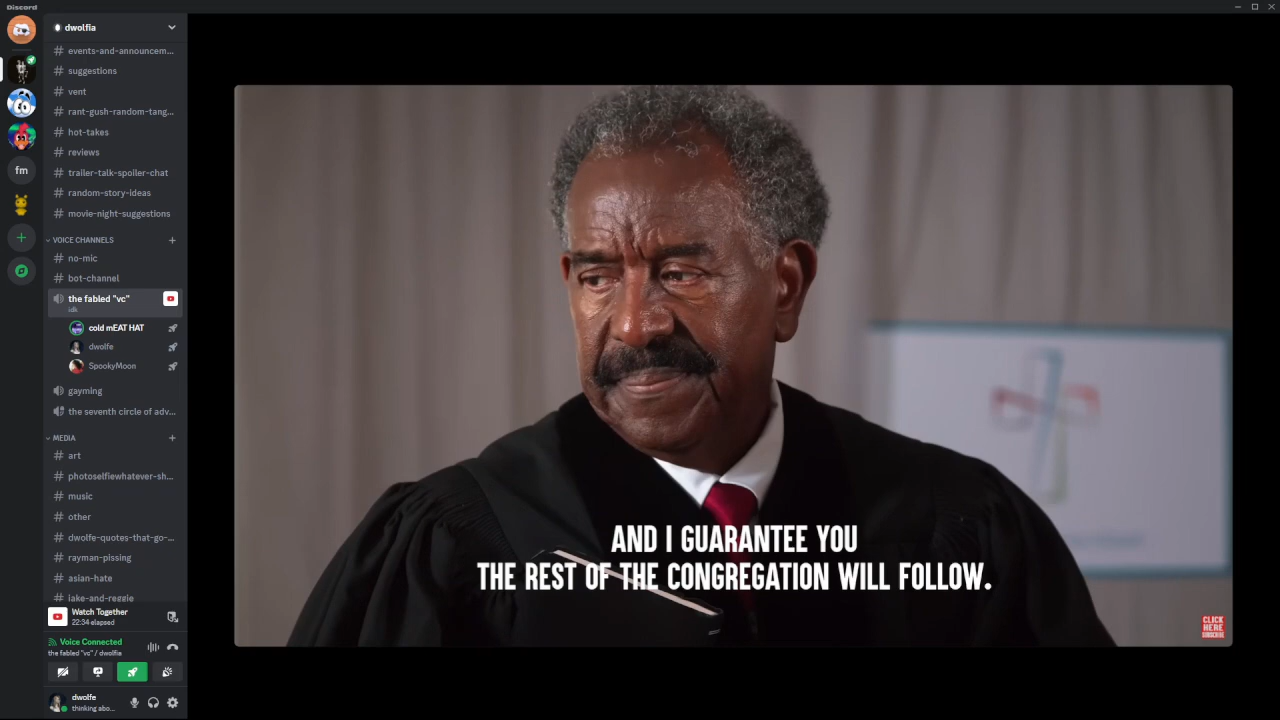 Discord
dwolfia
events-and-announcem...
suggestions
vent
rant-gush-random-tang...
hot-takes
reviews
trailer-talk-spoiler-chat
random-story-ideas
movie-night-suggestions
VOICE CHANNELS
no-mic
bot-channel
the fabled "vc"
idk
cold mEAT HAT
dwolfe
SpookyMoon
gayming
the seventh circle of adv...
MEDIA
art
photoselfiewhatever-sh...
music
other
dwolfe-quotes-that-go-...
rayman-pissing
asian-hate
jake-and-reggie
Watch Together
22:34 elapsed
Voice Connected
the fabled "vc" / dwolfia
dwolfe
thinking abo...
fm
AND I GUARANTEE YOU
THE REST OF THE CONGREGATION WILL FOLLOW.
CLICK
HERE
SUBSCRIBE